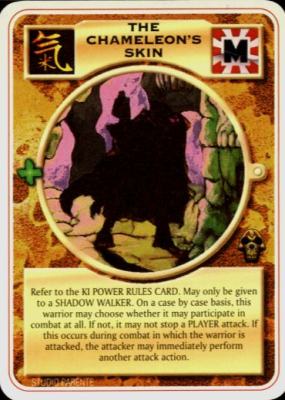 氣
THE
CHAMELEON'S
SKIN
M
Refer to the KI POWER RULES CARD. May only be given
to a SHADOW WALKER. On a case by case basis, this
warrior may choose whether it may participate in
combat at all. If not, it may not stop a PLAYER attack. If
this occurs during combat in which the warrior is
attacked, the attacker may immediately perform
another attack action.
STUDIO PARENTE